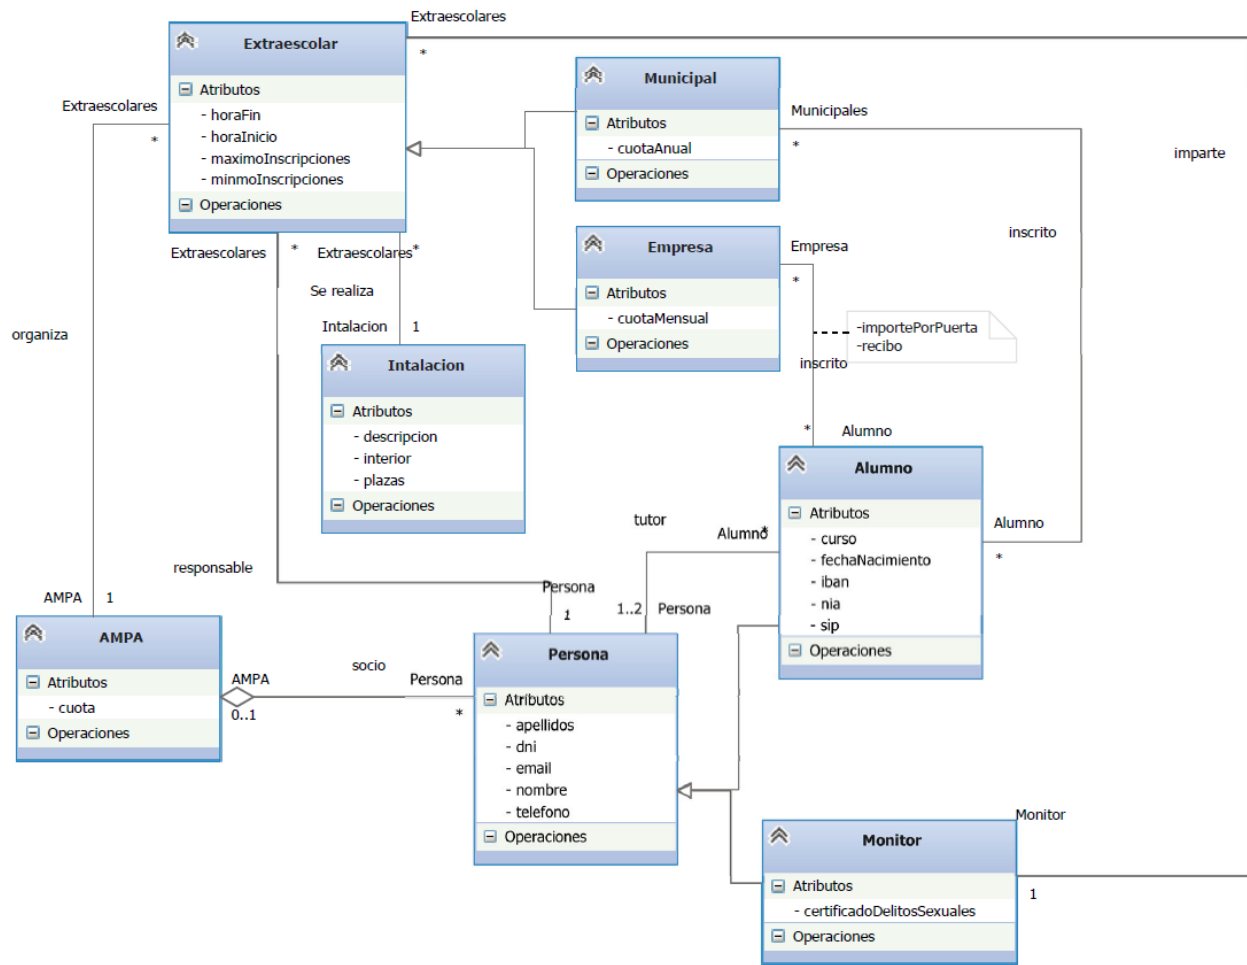 Extraescolares
*
Extraescolar
Atributos
- horaFin
- horaInicio
- maximoInscripciones
- minmoInscripciones
Operaciones
Extraescolares
*
Municipal
Atributos
- cuotaAnual
Operaciones
Municipales
*
imparte
inscrito
Extraescolares
*
Extraescolares
*
Se realiza
Intalacion
1
organiza
Empresa
Atributos
- cuotaMensual
Operaciones
Empresa
*
-importePorPuerta
-recibo
inscrito
Intalacion
Atributos
- descripcion
- interior
- plazas
Operaciones
*
Alumno
Alumno
Atributos
- curso
- fechaNacimiento
- iban
- nia
- sip
Operaciones
Alumno
*
tutor
Alumno
*
responsable
Persona
1
1..2
Persona
AMPA
1
AMPA
Atributos
- cuota
Operaciones
AMPA
0..1
socio
Persona
*
Persona
Atributos
- apellidos
- dni
- email
- nombre
- telefono
Operaciones
Monitor
Atributos
- certificadoDelitosSexuales
Operaciones
Monitor
1